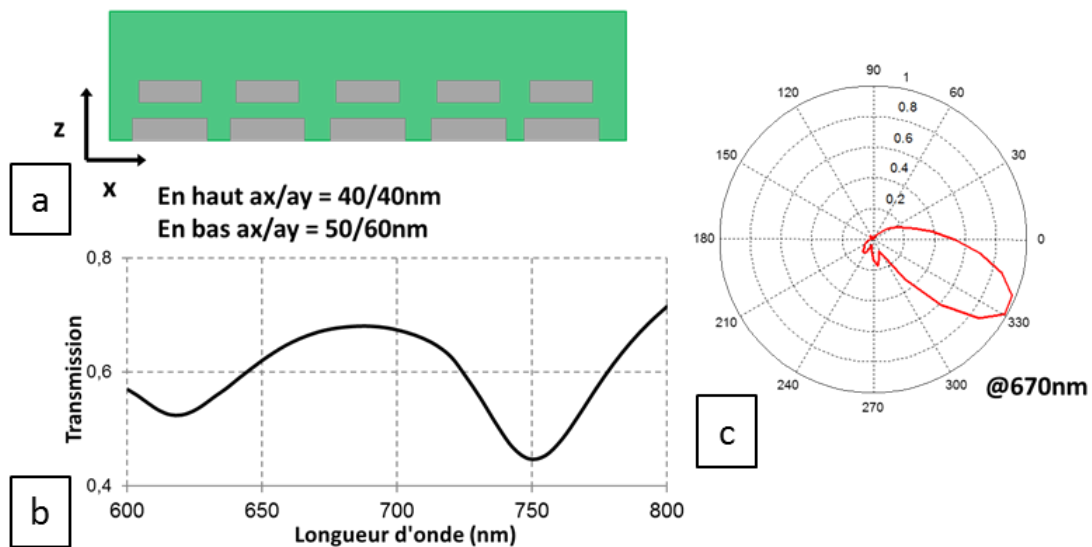 z
x
a
En haut ax/ay = 40/40nm
En bas ax/ay = 50/60nm
0,8
0,6
0,4
Transmission
600
650
700
750
800
Longueur d'onde (nm)
b
90
1
120
60
0.8
0.6
150
30
0.4
0.2
180
0
210
330
240
300
270
@670nm
c